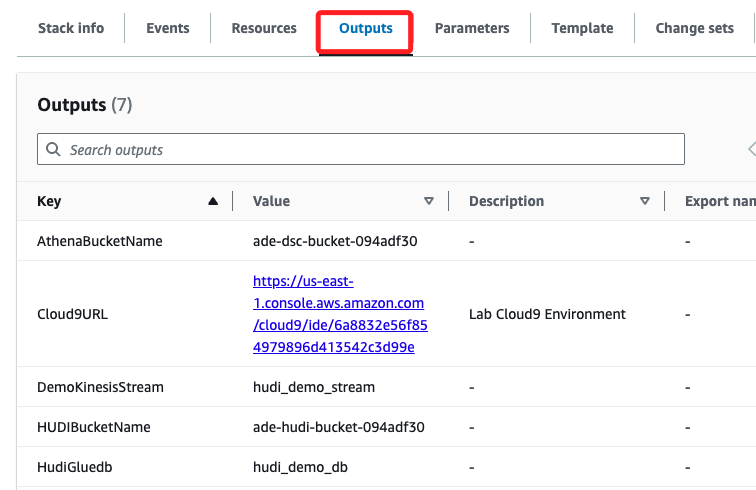 Stack info Events Resources Outputs Parameters Template Change sets
Outputs (7)
Search outputs
Key Value Description Export nam
AthenaBucketName ade-dsc-bucket-094adf30 - -
https://us-east-
1.console.aws.amazon.com
Cloud9URL /cloud9/ide/6a8832e56f85 Lab Cloud9 Environment -
4979896d413542c3d99e
DemoKinesisStream hudi_demo_stream - -
HUDIBucketName ade-hudi-bucket-094adf30 - -
HudiGluedb hudi_demo_db - -